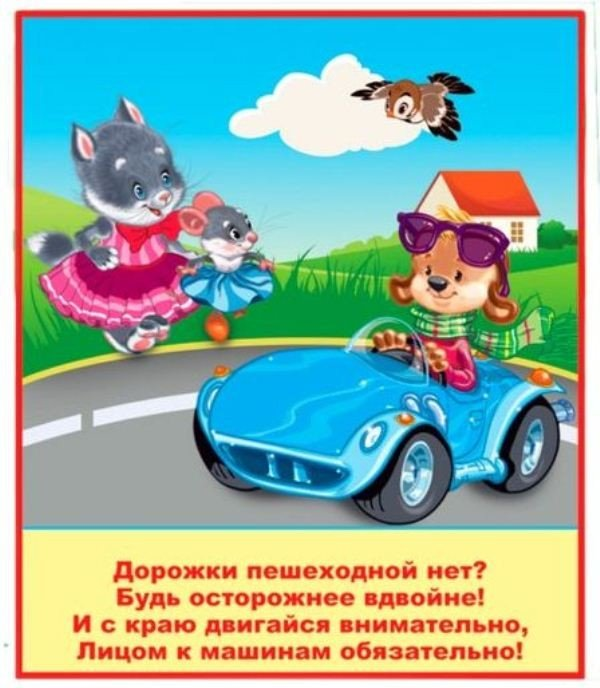 Дорожки пешеходной нет?
Будь осторожнее вдвойне!
И с краю двигайся внимательно,
Лицом к машинам обязательно!